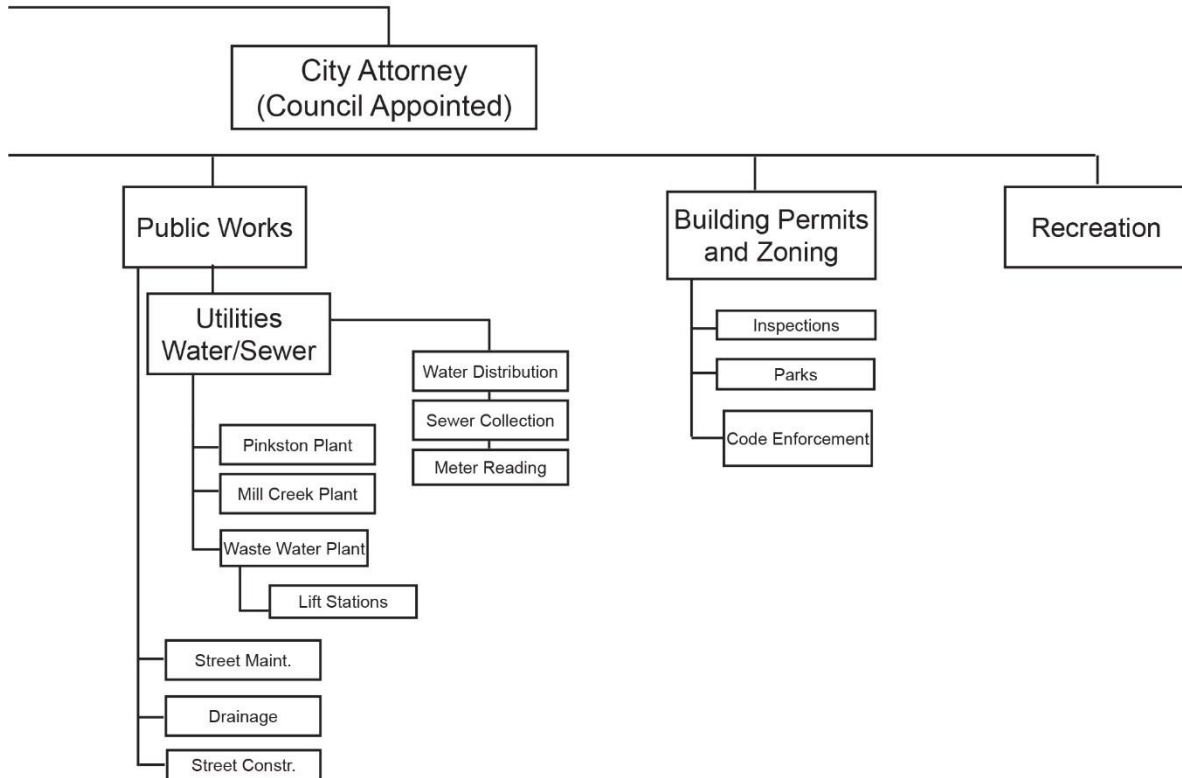 City Attorney
(Council Appointed)
Public Works
Building Permits
and Zoning
Recreation
Utilities
Water/Sewer
Water Distribution
Sewer Collection
Meter Reading
Pinkston Plant
Mill Creek Plant
Waste Water Plant
Lift Stations
Street Maint.
Drainage
Street Constr.
Inspections
Parks
Code Enforcement